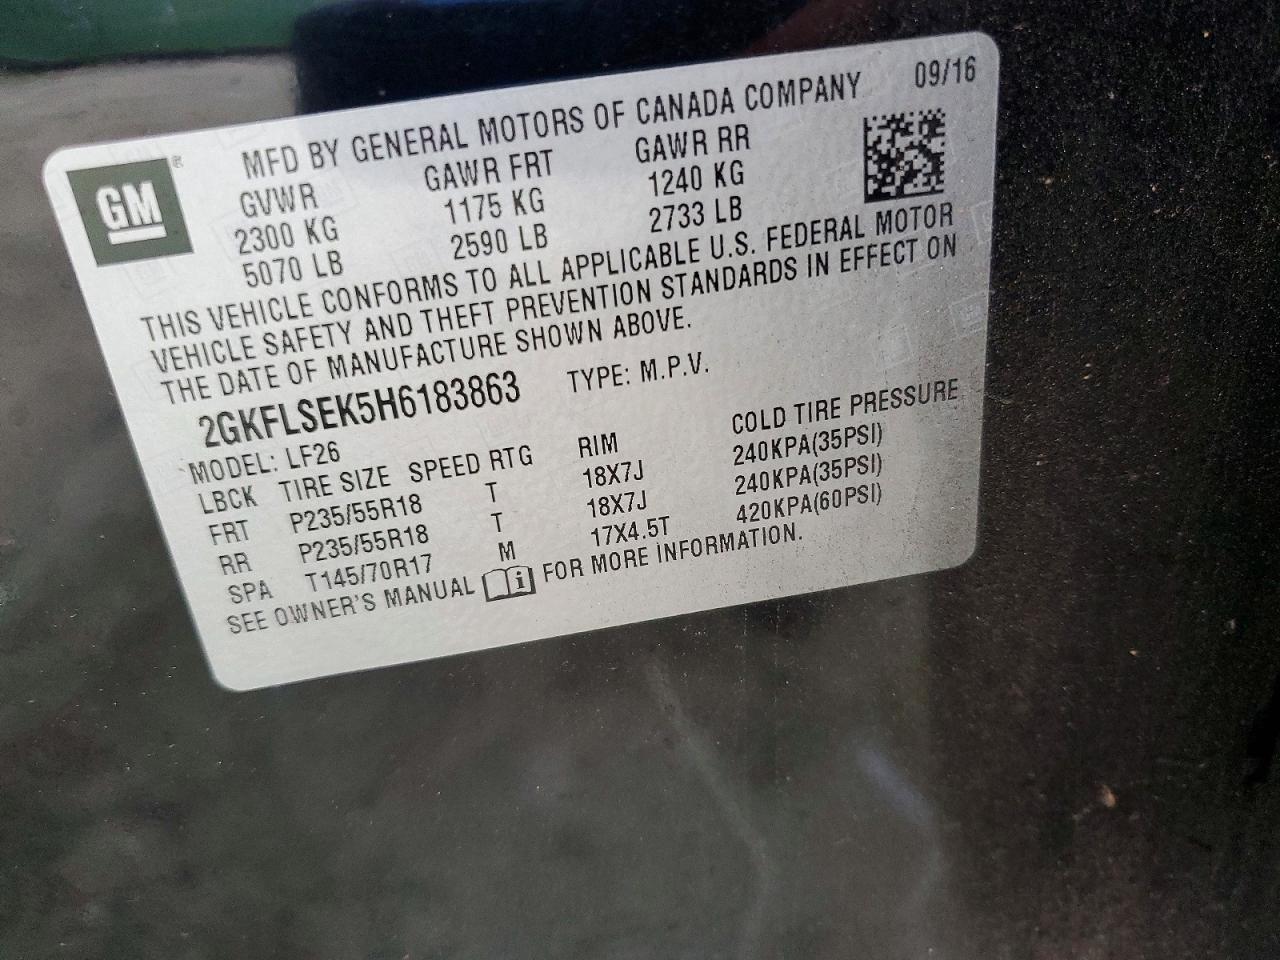 MFD BY GENERAL MOTORS OF CANADA COMPANY 09/16
GM ®
GVWR GAWR FRT GAWR RR
2300 KG 1175 KG 1240 KG
5070 LB 2590 LB 2733 LB
THIS VEHICLE CONFORMS TO ALL APPLICABLE U.S. FEDERAL MOTOR
VEHICLE SAFETY AND THEFT PREVENTION STANDARDS IN EFFECT ON
THE DATE OF MANUFACTURE SHOWN ABOVE.
2GKFLSEK5H6183863 TYPE: M.P.V.
MODEL: LF26
LBCK TIRE SIZE SPEED RTG RIM COLD TIRE PRESSURE
FRT P235/55R18 T 18X7J 240KPA(35PSI)
RR P235/55R18 T 18X7J 240KPA(35PSI)
SPA T145/70R17 M 17X4.5T 420KPA(60PSI)
SEE OWNER'S MANUAL i FOR MORE INFORMATION.